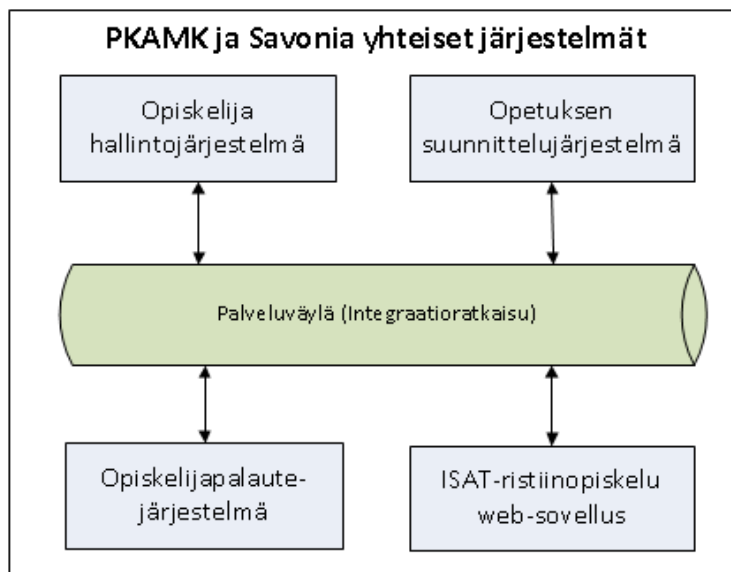 PKAMK ja Savonia yhteiset järjestelmät
Opiskelija
hallintojärjestelmä
Opetuksen
suunnittelujärjestelmä
Palveluväylä (Integraatioratkaisu)
Opiskelijapalaute-
järjestelmä
ISAT-ristiinopiskelu
web-sovellus